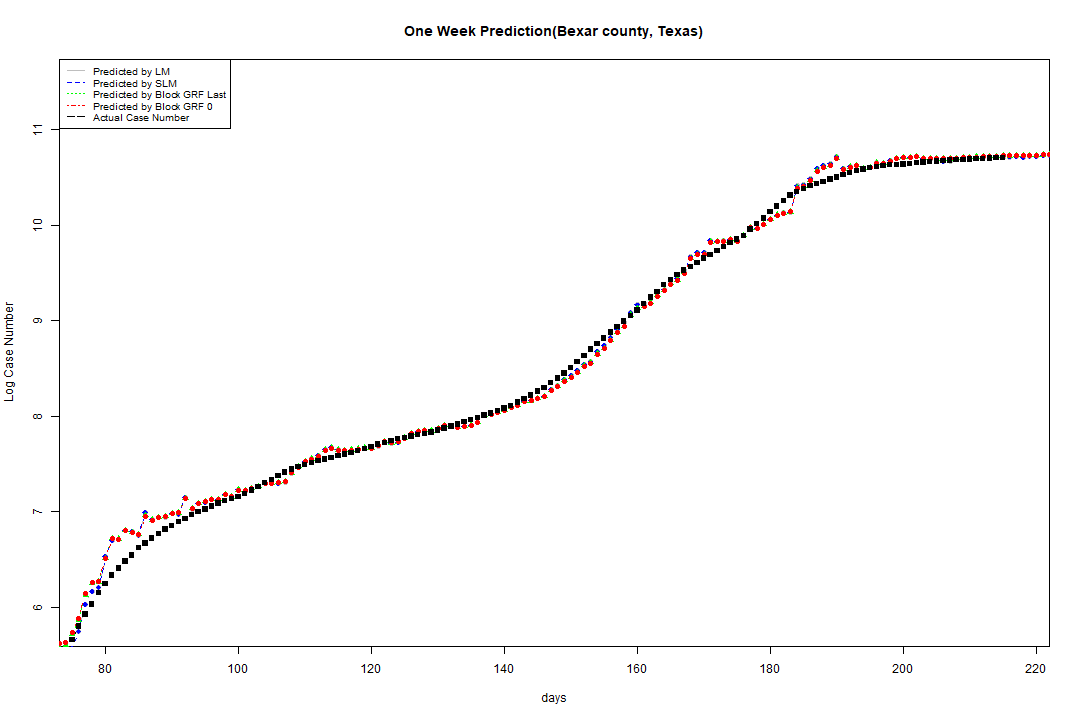 One Week Prediction(Bexar county, Texas)
Predicted by LM
Predicted by SLM
Predicted by Block GRF Last
Predicted by Block GRF 0
Actual Case Number
11
10
9
8
7
6
Log Case Number
80 100 120 140 160 180 200 220
days